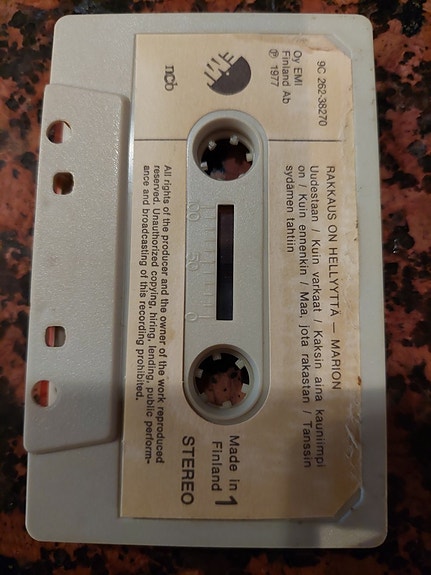 RAKKAUS ON HELLYYTTÄ — MARION
Uudestaan / Kuin varkaat / Kaksin aina kauniimpi
on / Kuin ennenkin / Maa, jota rakastan / Tanssin
sydämen tahtiin
9C 262-38270
Oy EMI
Finland Ab
℗ 1977
ncb
100 50 0
Made in
Finland
1
STEREO
All rights of the producer and the owner of the work reproduced
reserved. Unauthorized copying, hiring, lending, public perform-
ance and broadcasting of this recording prohibited.